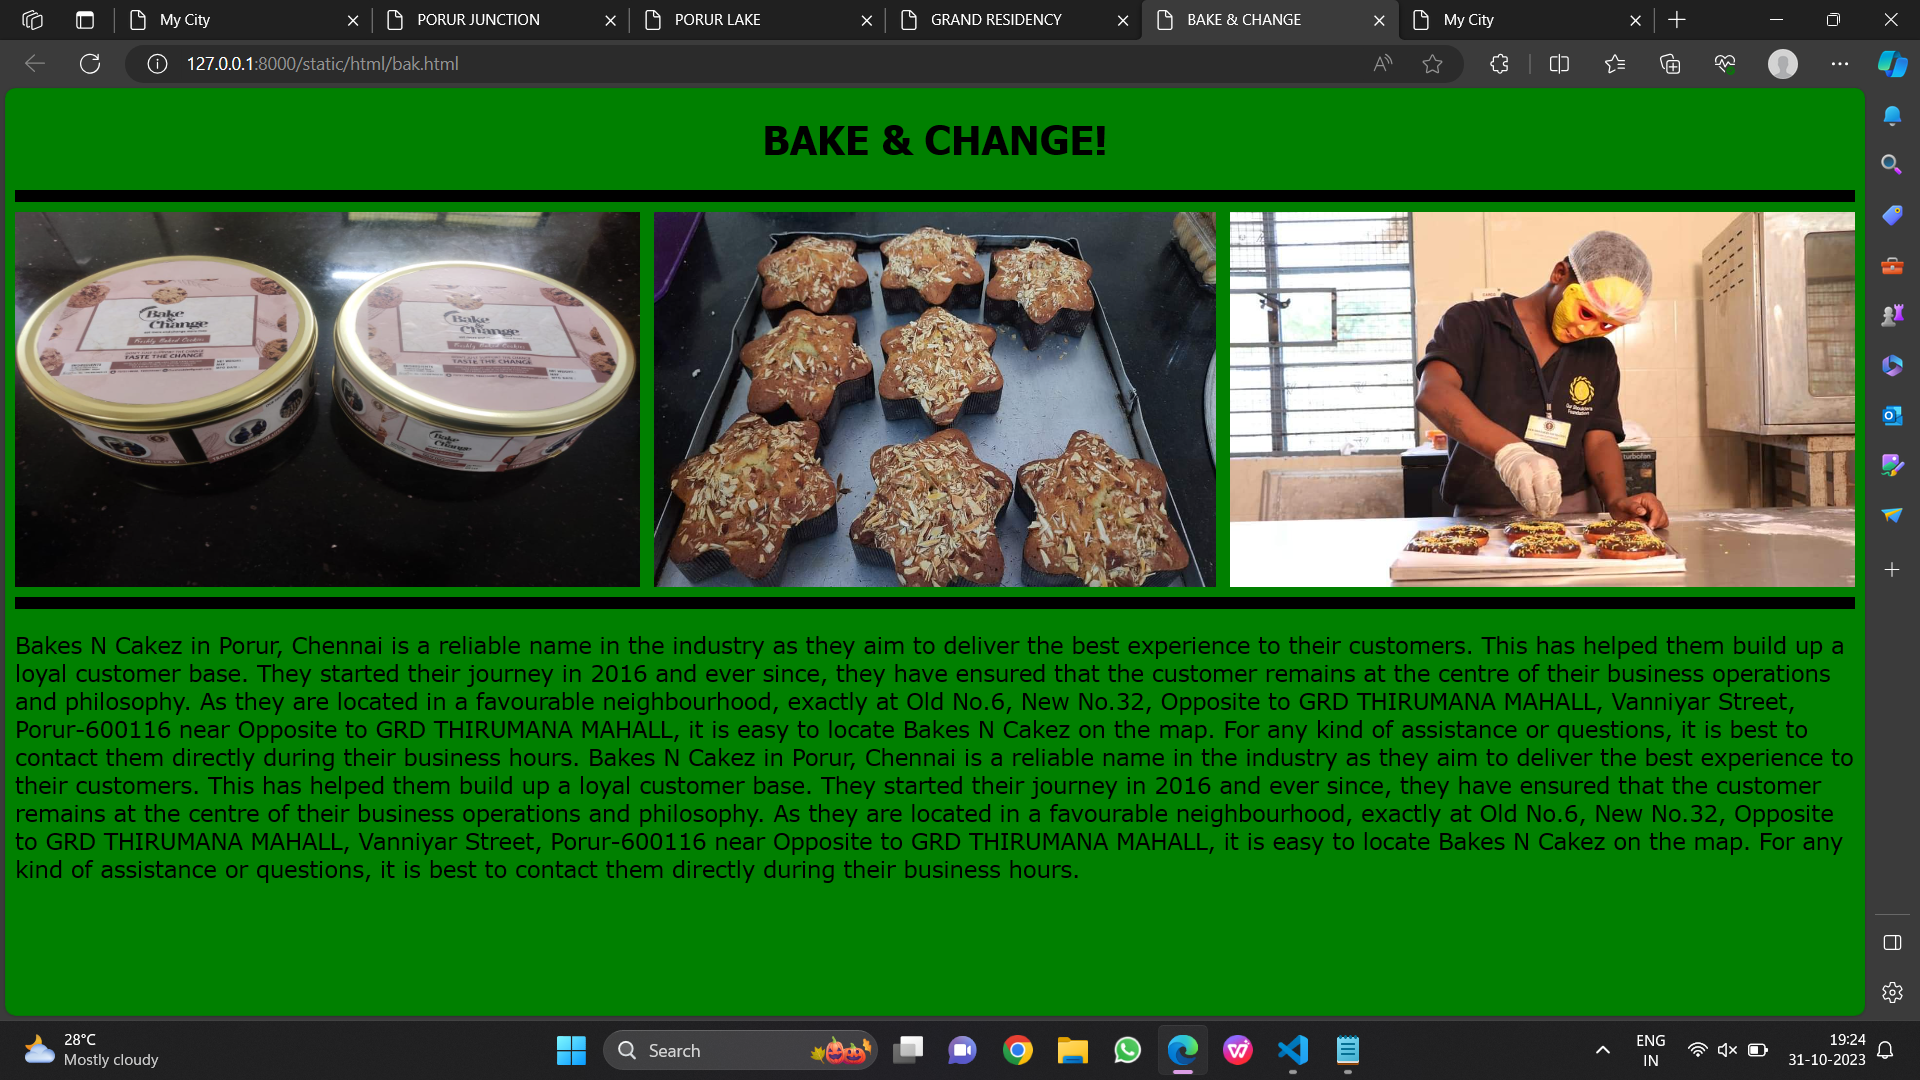 My City
PORUR JUNCTION
PORUR LAKE
GRAND RESIDENCY
BAKE & CHANGE
My City
127.0.0.1:8000/static/html/bak.html
BAKE & CHANGE!
Bake
&
Change
Freshly Baked Cookies
TASTE THE CHANGE
Bake
&
Change
Freshly Baked Cookies
TASTE THE CHANGE
Bake
&
Change
turbofan
Bakes N Cakez in Porur, Chennai is a reliable name in the industry as they aim to deliver the best experience to their customers. This has helped them build up a
loyal customer base. They started their journey in 2016 and ever since, they have ensured that the customer remains at the centre of their business operations
and philosophy. As they are located in a favourable neighbourhood, exactly at Old No.6, New No.32, Opposite to GRD THIRUMANA MAHALL, Vanniyar Street,
Porur-600116 near Opposite to GRD THIRUMANA MAHALL, it is easy to locate Bakes N Cakez on the map. For any kind of assistance or questions, it is best to
contact them directly during their business hours. Bakes N Cakez in Porur, Chennai is a reliable name in the industry as they aim to deliver the best experience to
their customers. This has helped them build up a loyal customer base. They started their journey in 2016 and ever since, they have ensured that the customer
remains at the centre of their business operations and philosophy. As they are located in a favourable neighbourhood, exactly at Old No.6, New No.32, Opposite
to GRD THIRUMANA MAHALL, Vanniyar Street, Porur-600116 near Opposite to GRD THIRUMANA MAHALL, it is easy to locate Bakes N Cakez on the map. For any
kind of assistance or questions, it is best to contact them directly during their business hours.
28°C
Mostly cloudy
Search
ENG
IN
19:24
31-10-2023